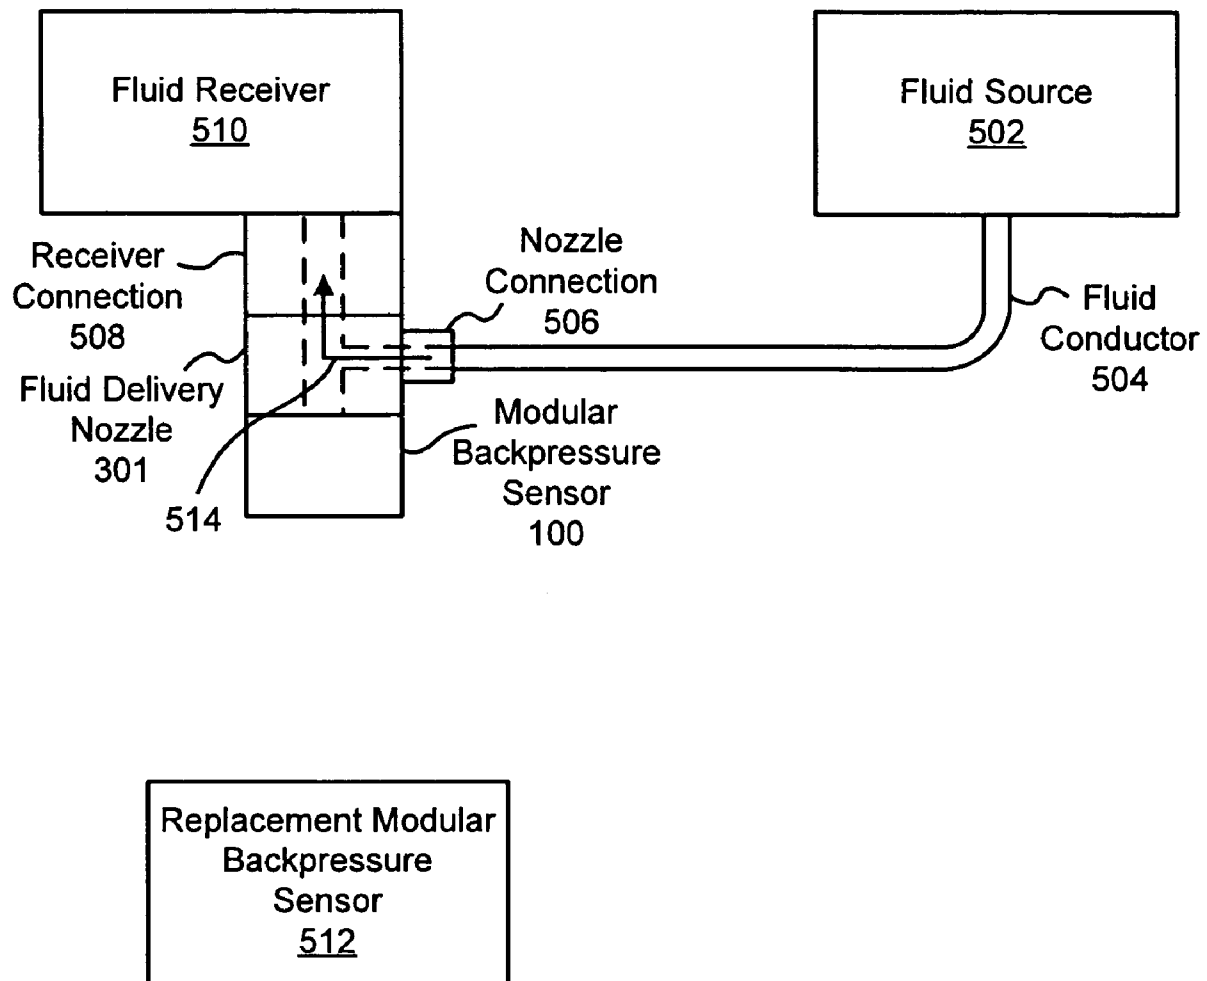 Fluid Receiver
510
Fluid Source
502
Receiver
Connection
508
Nozzle
Connection
506
Fluid
Conductor
504
Fluid Delivery
Nozzle
301
514
Modular
Backpressure
Sensor
100
Replacement Modular
Backpressure
Sensor
512